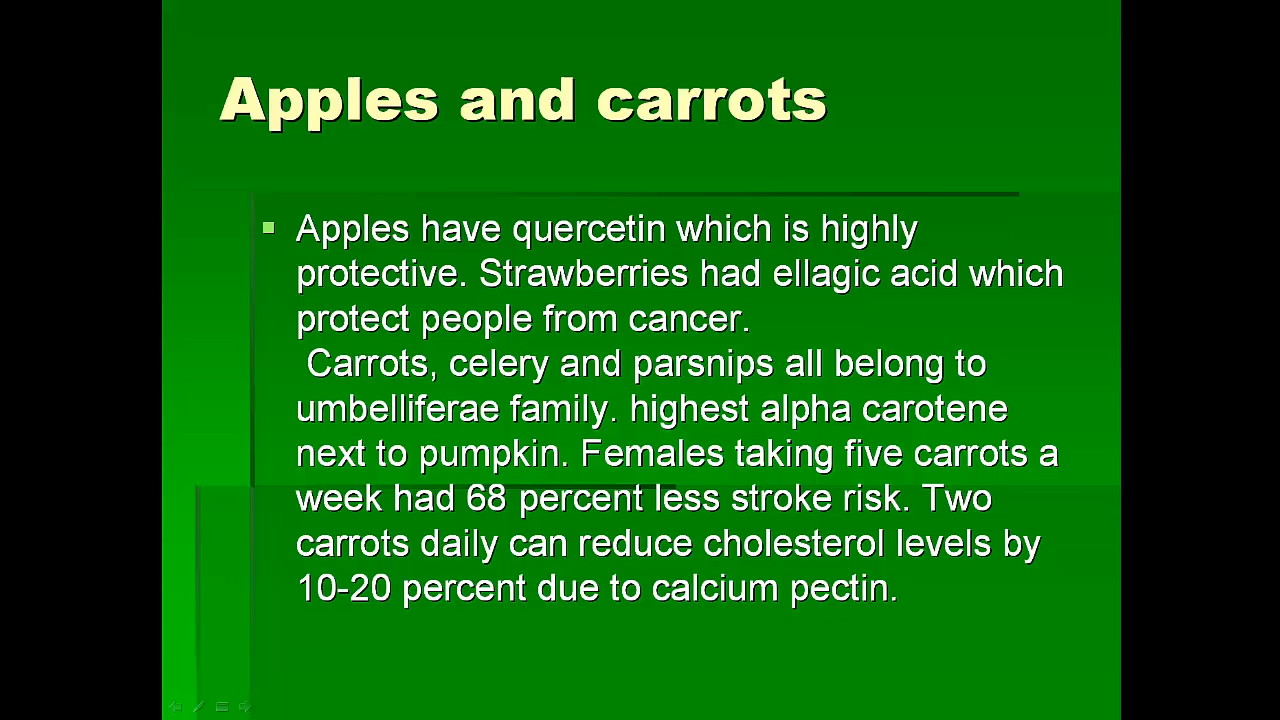 Apples and carrots
Apples have quercetin which is highly
protective. Strawberries had ellagic acid which
protect people from cancer.
Carrots, celery and parsnips all belong to
umbelliferae family. highest alpha carotene
next to pumpkin. Females taking five carrots a
week had 68 percent less stroke risk. Two
carrots daily can reduce cholesterol levels by
10-20 percent due to calcium pectin.